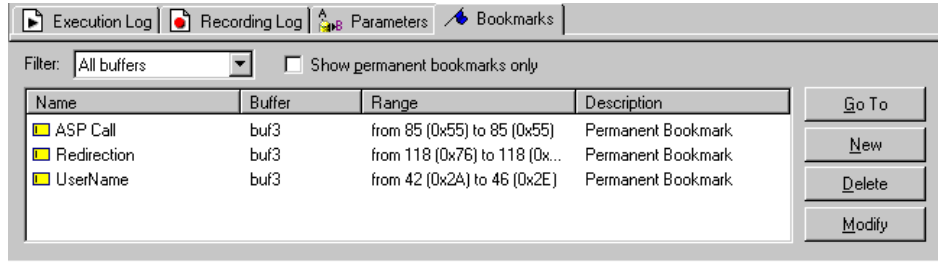 Execution Log Recording Log A B Parameters Bookmarks
Filter: All buffers Show permanent bookmarks only
Name Buffer Range Description
ASP Call buf3 from 85 (0x55) to 85 (0x55) Permanent Bookmark
Redirection buf3 from 118 (0x76) to 118 (0x... Permanent Bookmark
UserName buf3 from 42 (0x2A) to 46 (0x2E) Permanent Bookmark
Go To
New
Delete
Modify